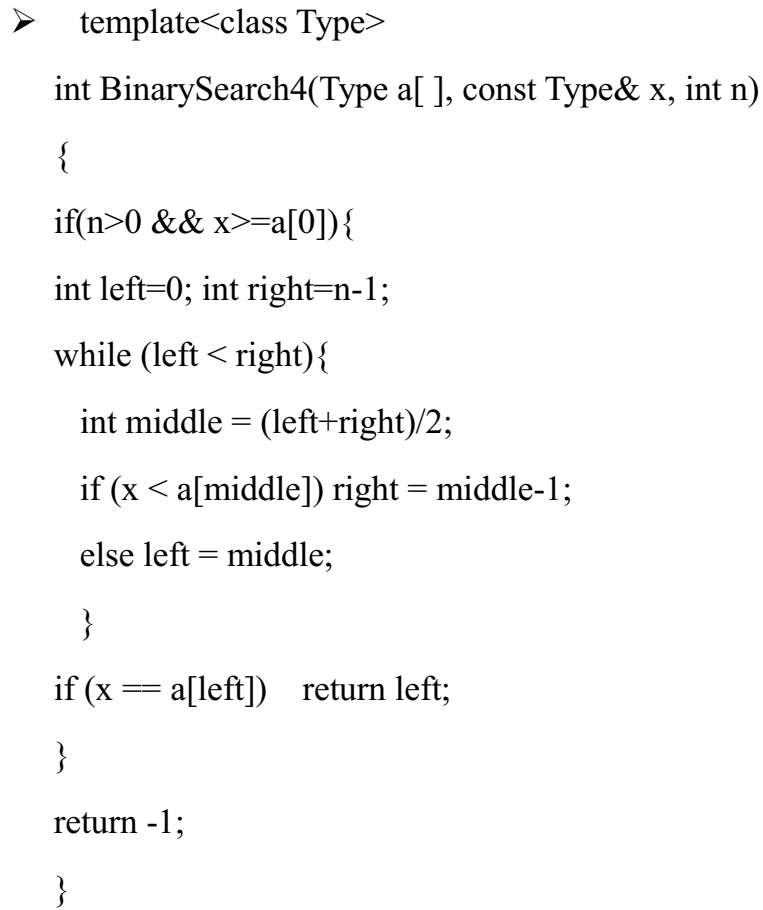 ➢ template<class Type>
int BinarySearch4(Type a[ ], const Type& x, int n)
{
if(n>0 && x>=a[0]){
int left=0; int right=n-1;
while (left < right){
int middle = (left+right)/2;
if (x < a[middle]) right = middle-1;
else left = middle;
}
if (x == a[left]) return left;
}
return -1;
}